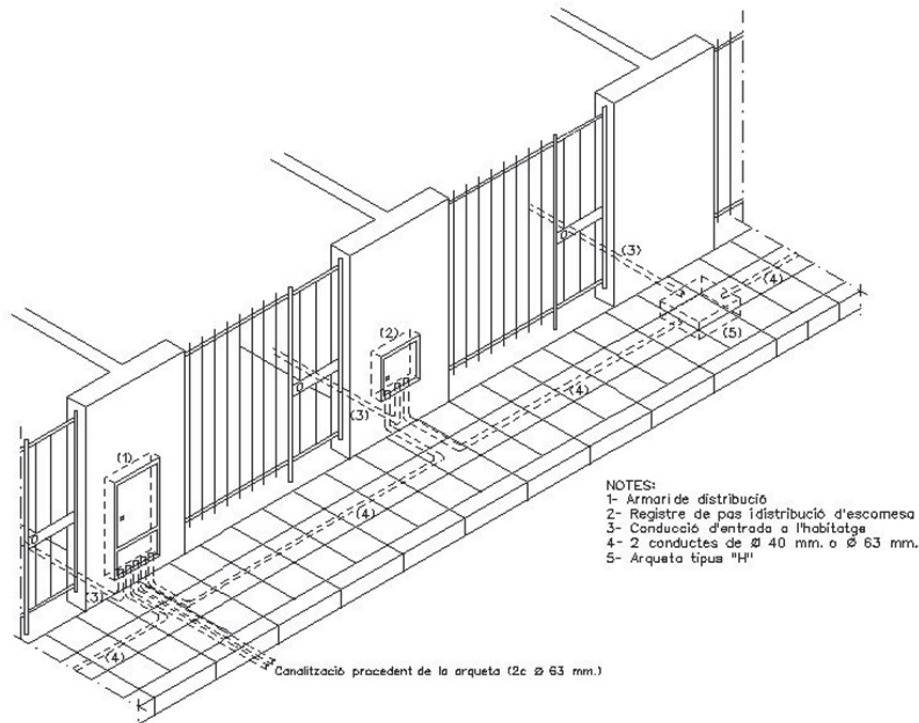 (3)
(4)
(5)
(2)
(4)
(3)
(1)
(4)
(3)
(4)
NOTES:
1- Armari de distribució
2- Registre de pas i distribució d'escomesa
3- Conducció d'entrada a l'habitatge
4- 2 conductes de Ø 40 mm. o Ø 63 mm.
5- Arqueta tipus "H"
Canalització procedent de la arqueta (2c Ø 63 mm.)